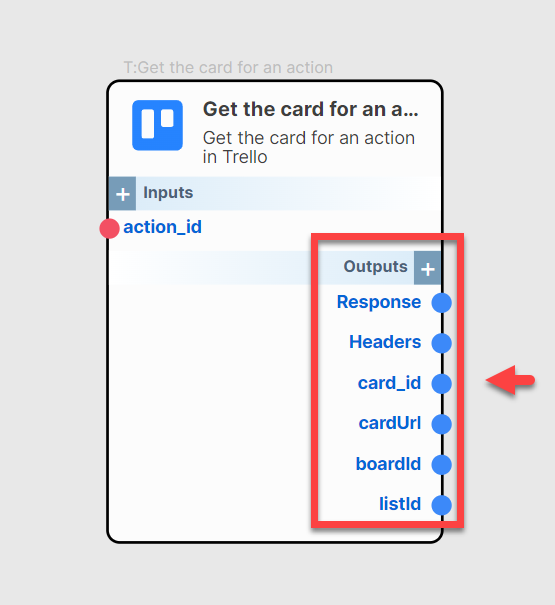 T:Get the card for an action
Get the card for an a...
Get the card for an action
in Trello
+ Inputs
action_id
Outputs +
Response
Headers
card_id
cardUrl
boardId
listId